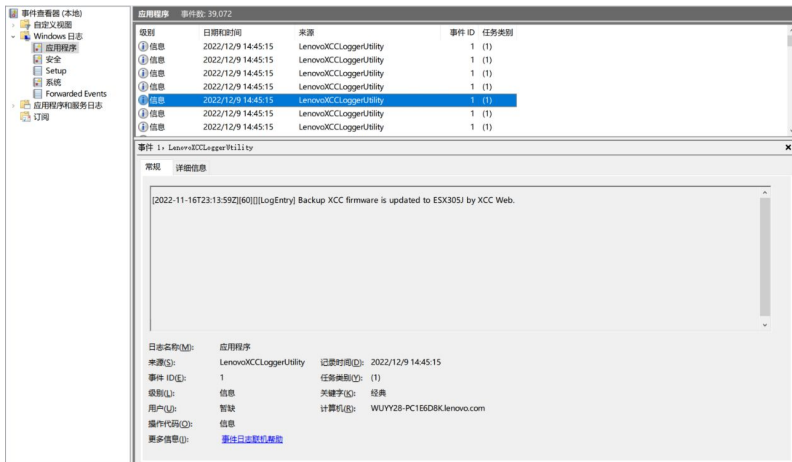 事件查看器 (本地)
自定义视图
Windows 日志
应用程序
安全
Setup
系统
Forwarded Events
应用程序和服务日志
订阅
应用程序 事件数: 39,072
级别 日期和时间 来源 事件 ID 任务类别
信息 2022/12/9 14:45:15 LenovoXCCLoggerUtility 1 (1)
信息 2022/12/9 14:45:15 LenovoXCCLoggerUtility 1 (1)
信息 2022/12/9 14:45:15 LenovoXCCLoggerUtility 1 (1)
信息 2022/12/9 14:45:15 LenovoXCCLoggerUtility 1 (1)
信息 2022/12/9 14:45:15 LenovoXCCLoggerUtility 1 (1)
信息 2022/12/9 14:45:15 LenovoXCCLoggerUtility 1 (1)
信息 2022/12/9 14:45:15 LenovoXCCLoggerUtility 1 (1)
事件 1, LenovoXCCLoggerUtility
常规 详细信息
[2022-11-16T23:13:59Z][60][][LogEntry] Backup XCC firmware is updated to ESX305J by XCC Web.
日志名称(M): 应用程序
来源(S): LenovoXCCLoggerUtility 记录时间(D): 2022/12/9 14:45:15
事件 ID(E): 1 任务类别(Y): (1)
级别(L): 信息 关键字(K): 经典
用户(U): 暂缺 计算机(R): WUYY28-PC1E6D8K.lenovo.com
操作代码(O): 信息
更多信息(I): 事件日志联机帮助